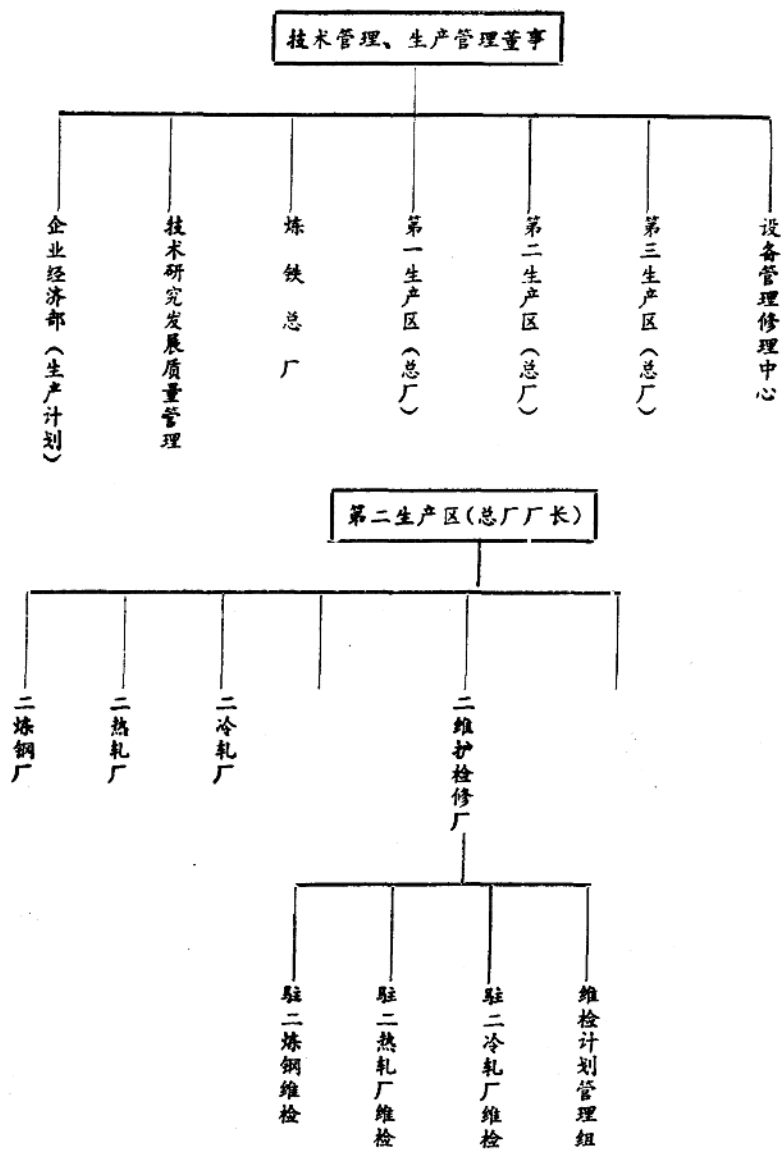 技术管理、生产管理董事
企业经济部（生产计划）
技术研究发展质量管理
炼铁总厂
第一生产区（总厂）
第二生产区（总厂）
第三生产区（总厂）
设备管理修理中心
第二生产区（总厂厂长）
二炼钢厂
二热轧厂
二冷轧厂
二维护检修厂
驻二炼钢维检
驻二热轧厂维检
驻二冷轧厂维检
维检计划管理组